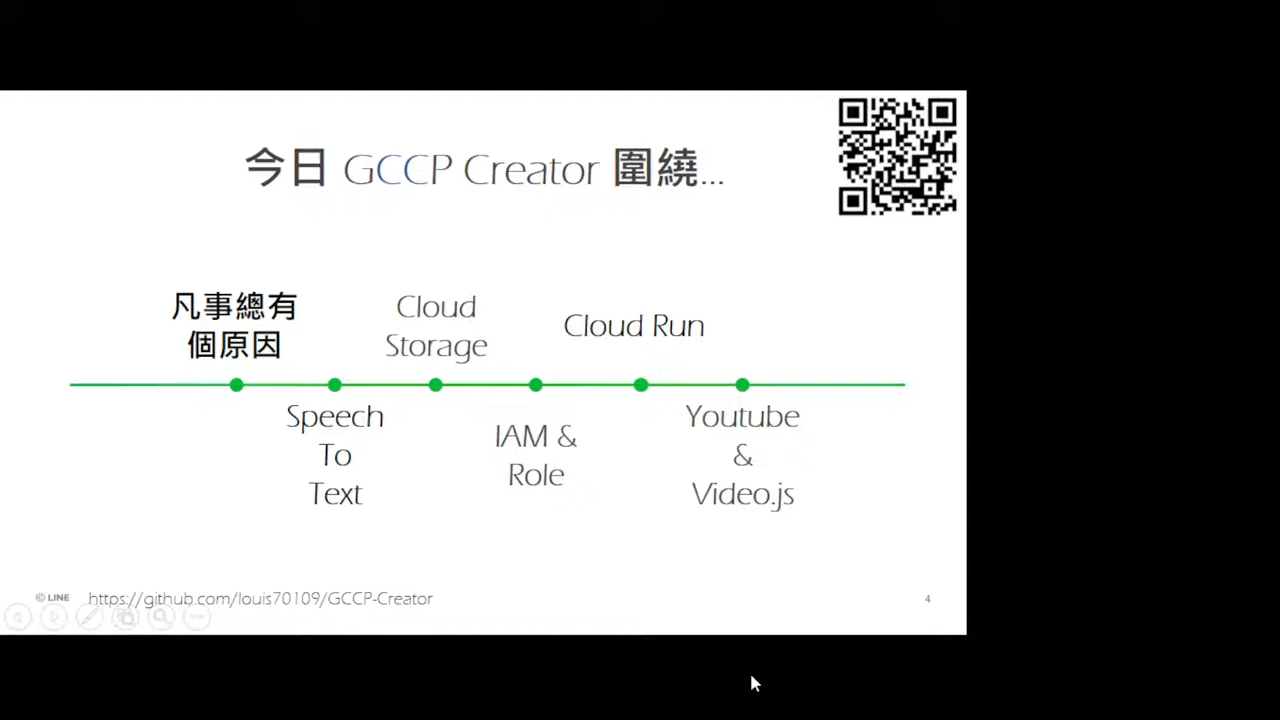 今日 GCCP Creator 圍繞...
凡事總有
個原因
Speech
To
Text
Cloud
Storage
IAM &
Role
Cloud Run
Youtube
&
Video.js
© LINE
https://github.com/louis70109/GCCP-Creator
4